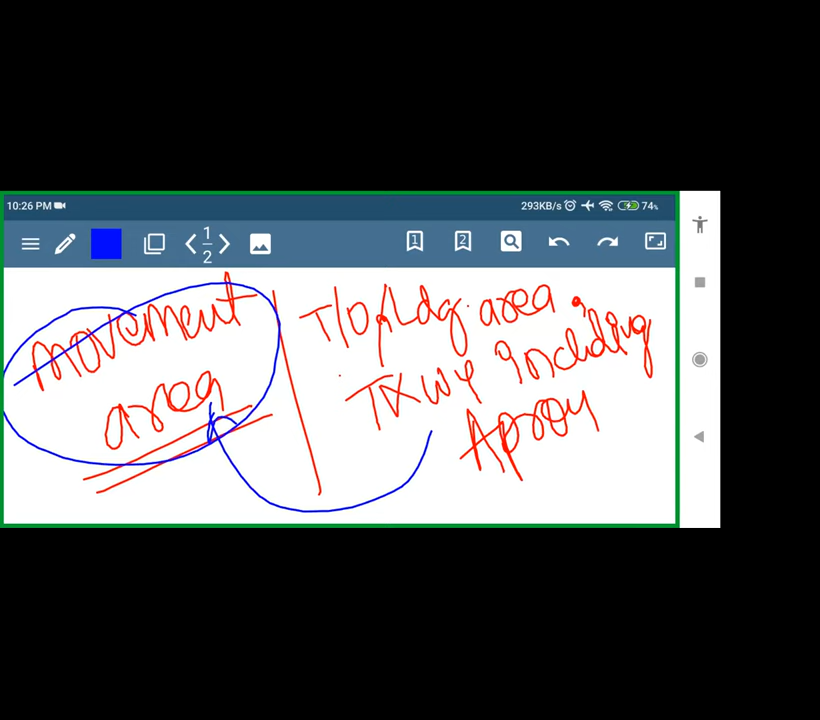 10:26 PM
293KB/s
74%
1
2
1
2
movement
area
T/O/Ldg. area
TXwy including
Apron